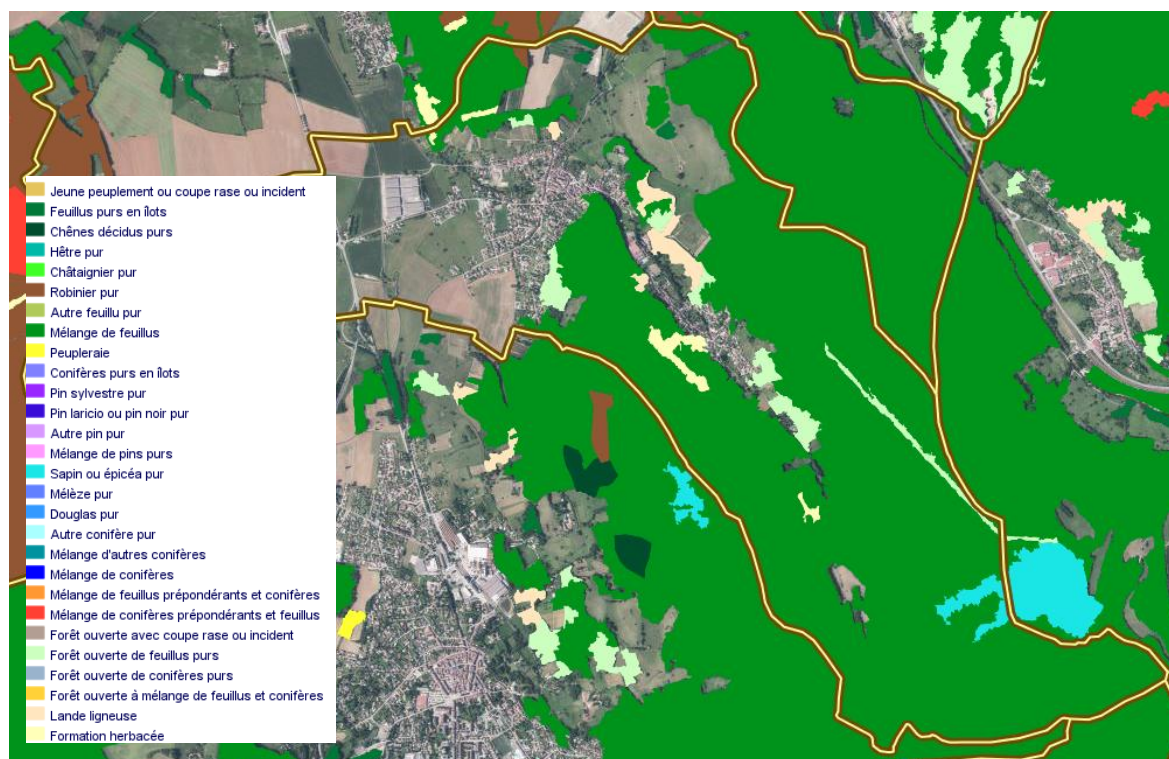 Jeune peuplement ou coupe rase ou incident
Feuillus purs en îlots
Chênes décidus purs
Hêtre pur
Châtaignier pur
Robinier pur
Autre feuillu pur
Mélange de feuillus
Peupleraie
Conifères purs en îlots
Pin sylvestre pur
Pin laricio ou pin noir pur
Autre pin pur
Mélange de pins purs
Sapin ou épicéa pur
Mélèze pur
Douglas pur
Autre conifère pur
Mélange d'autres conifères
Mélange de conifères
Mélange de feuillus prépondérants et conifères
Mélange de conifères prépondérants et feuillus
Forêt ouverte avec coupe rase ou incident
Forêt ouverte de feuillus purs
Forêt ouverte de conifères purs
Forêt ouverte à mélange de feuillus et conifères
Lande ligneuse
Formation herbacée